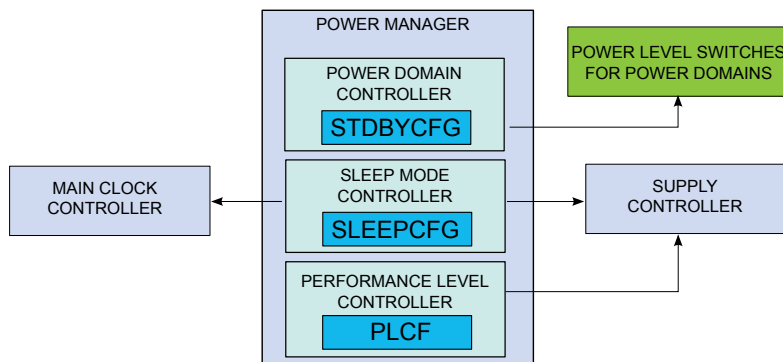 POWER MANAGER
POWER DOMAIN
CONTROLLER
STDBYCFG
POWER LEVEL SWITCHES
FOR POWER DOMAINS
MAIN CLOCK
CONTROLLER
SLEEP MODE
CONTROLLER
SLEEPCFG
SUPPLY
CONTROLLER
PERFORMANCE LEVEL
CONTROLLER
PLCF